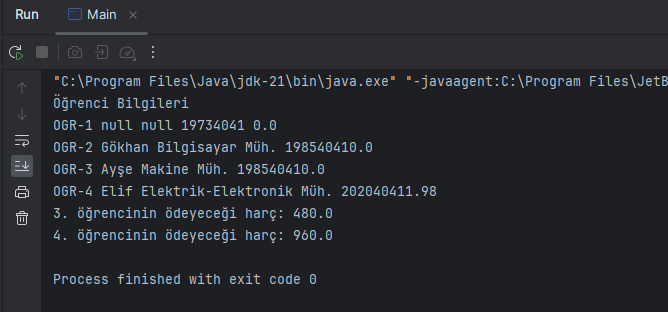 Run Main
"C:\Program Files\Java\jdk-21\bin\java.exe" "-javaagent:C:\Program Files\JetB
Öğrenci Bilgileri
OGR-1 null null 19734041 0.0
OGR-2 Gökhan Bilgisayar Müh. 198540410.0
OGR-3 Ayşe Makine Müh. 198540410.0
OGR-4 Elif Elektrik-Elektronik Müh. 202040411.98
3. öğrencinin ödeyeceği harç: 480.0
4. öğrencinin ödeyeceği harç: 960.0
Process finished with exit code 0